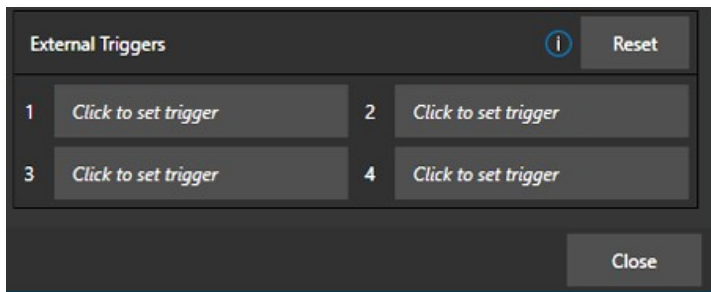 External Triggers ⓘ Reset
1 Click to set trigger 2 Click to set trigger
3 Click to set trigger 4 Click to set trigger
Close